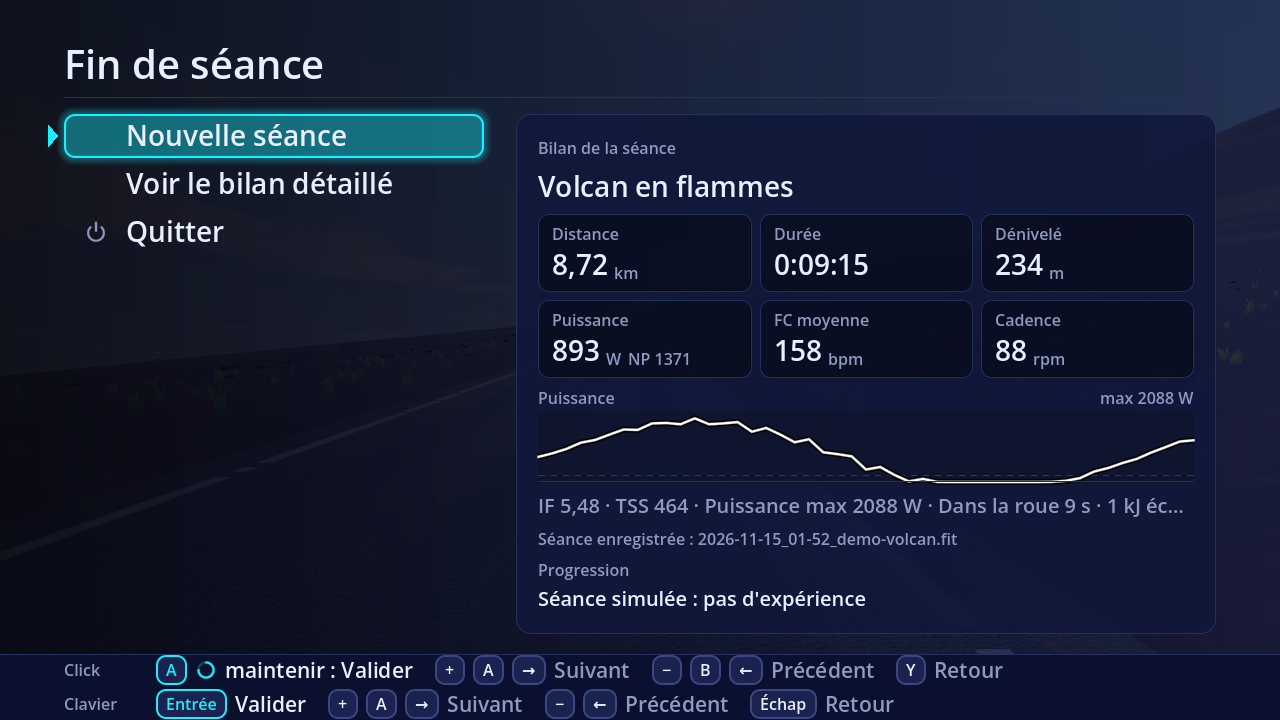 Fin de séance
Nouvelle séance
Voir le bilan détaillé
Quitter
Bilan de la séance
Volcan en flammes
Distance
8,72 km
Durée
0:09:15
Dénivelé
234 m
Puissance
893 W NP 1371
FC moyenne
158 bpm
Cadence
88 rpm
Puissance max 2088 W
IF 5,48 · TSS 464 · Puissance max 2088 W · Dans la roue 9 s · 1 kJ éc...
Séance enregistrée : 2026-11-15_01-52_demo-volcan.fit
Progression
Séance simulée : pas d'expérience
Click A maintenir : Valider + A → Suivant − B ← Précédent Y Retour
Clavier Entrée Valider + A → Suivant − ← Précédent Échap Retour